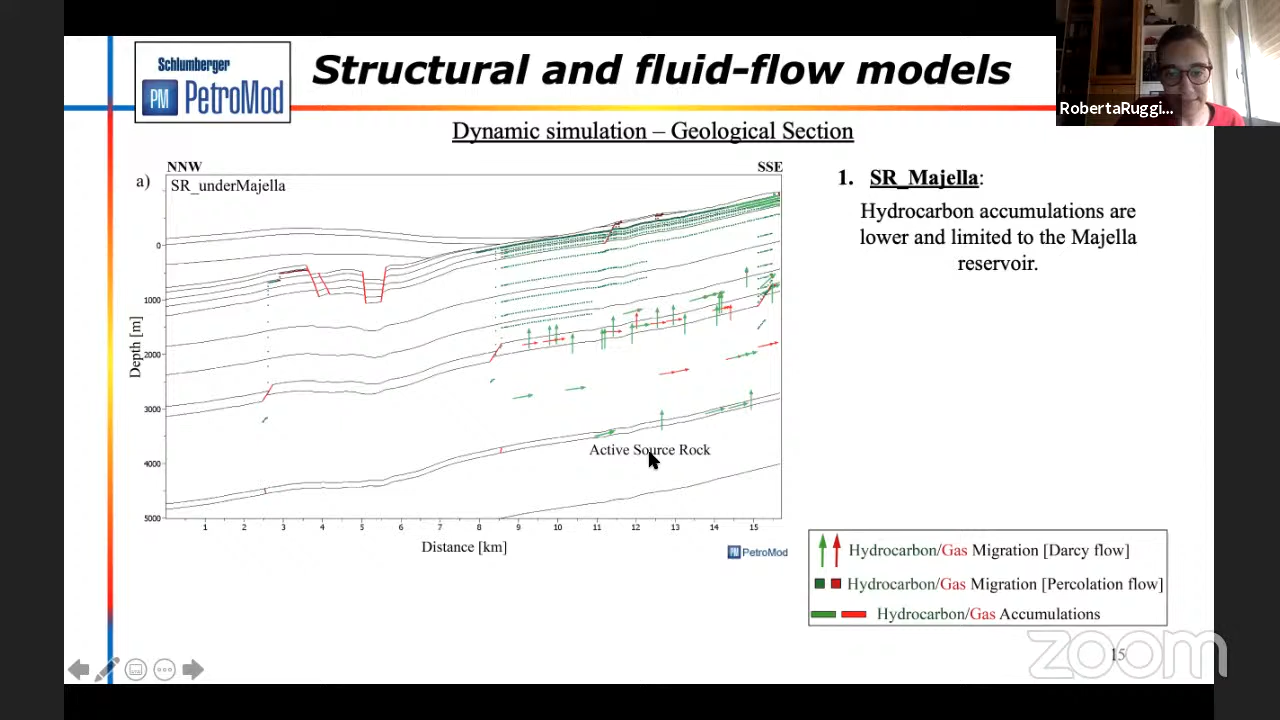 Schlumberger
PM PetroMod
Structural and fluid-flow models
RobertaRuggi...
Dynamic simulation – Geological Section
NNW
SSE
a)
SR_underMajella
1. SR_Majella:
Hydrocarbon accumulations are
lower and limited to the Majella
reservoir.
Depth [m]
0
1000
2000
3000
4000
5000
Active Source Rock
1 2 3 4 5 6 7 8 9 10 11 12 13 14 15
Distance [km]
PM PetroMod
Hydrocarbon/Gas Migration [Darcy flow]
Hydrocarbon/Gas Migration [Percolation flow]
Hydrocarbon/Gas Accumulations
15
zoom